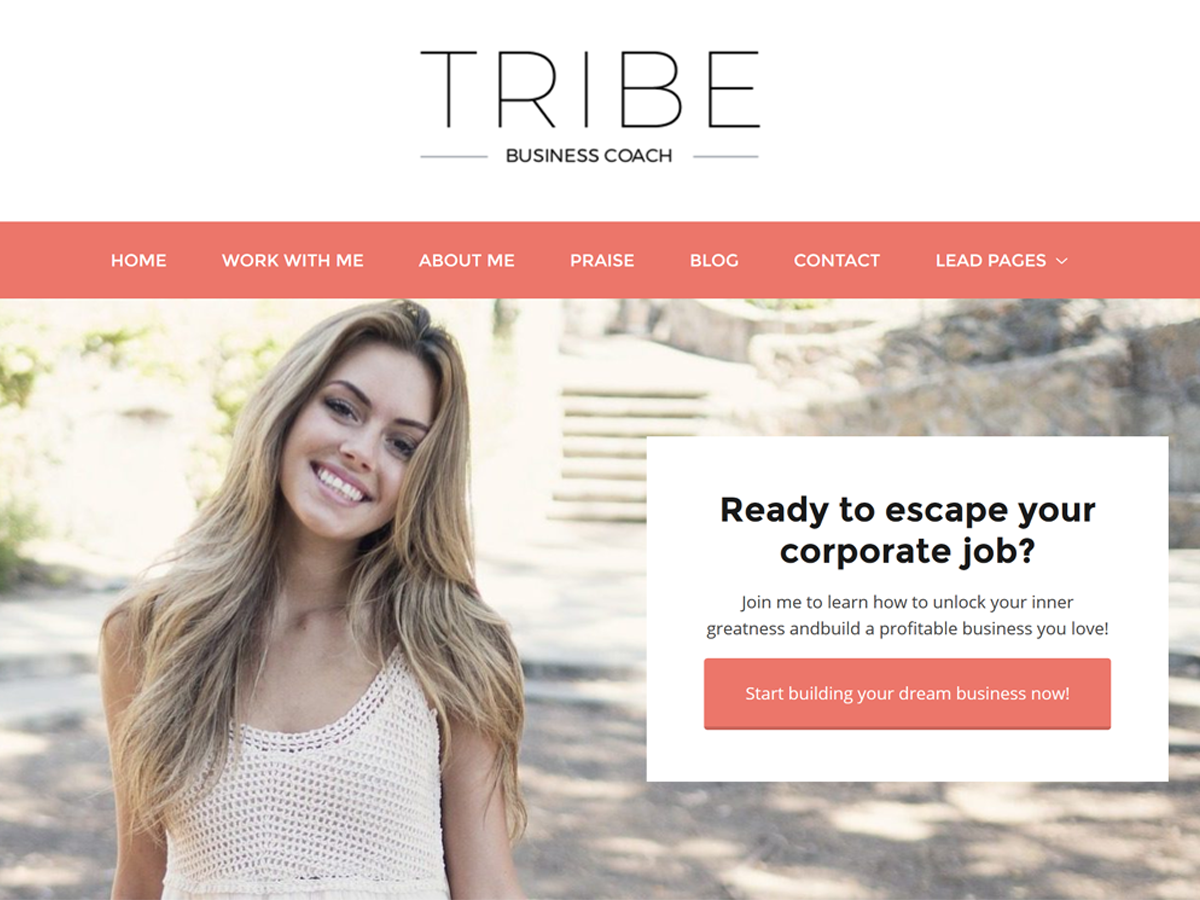 TRIBE
BUSINESS COACH
HOME WORK WITH ME ABOUT ME PRAISE BLOG CONTACT LEAD PAGES
Ready to escape your
corporate job?
Join me to learn how to unlock your inner
greatness andbuild a profitable business you love!
Start building your dream business now!